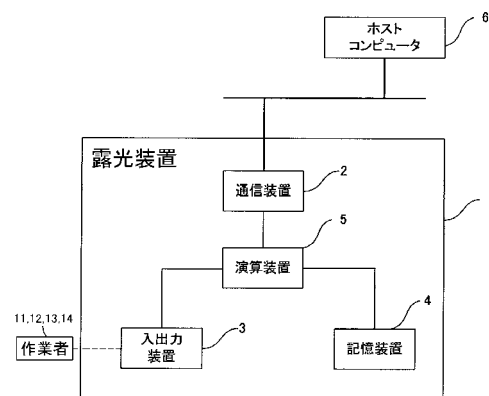 ホスト
コンピュータ
6
露光装置
通信装置
2
5
演算装置
11,12,13,14
作業者
入出力
装置
3
4
記憶装置